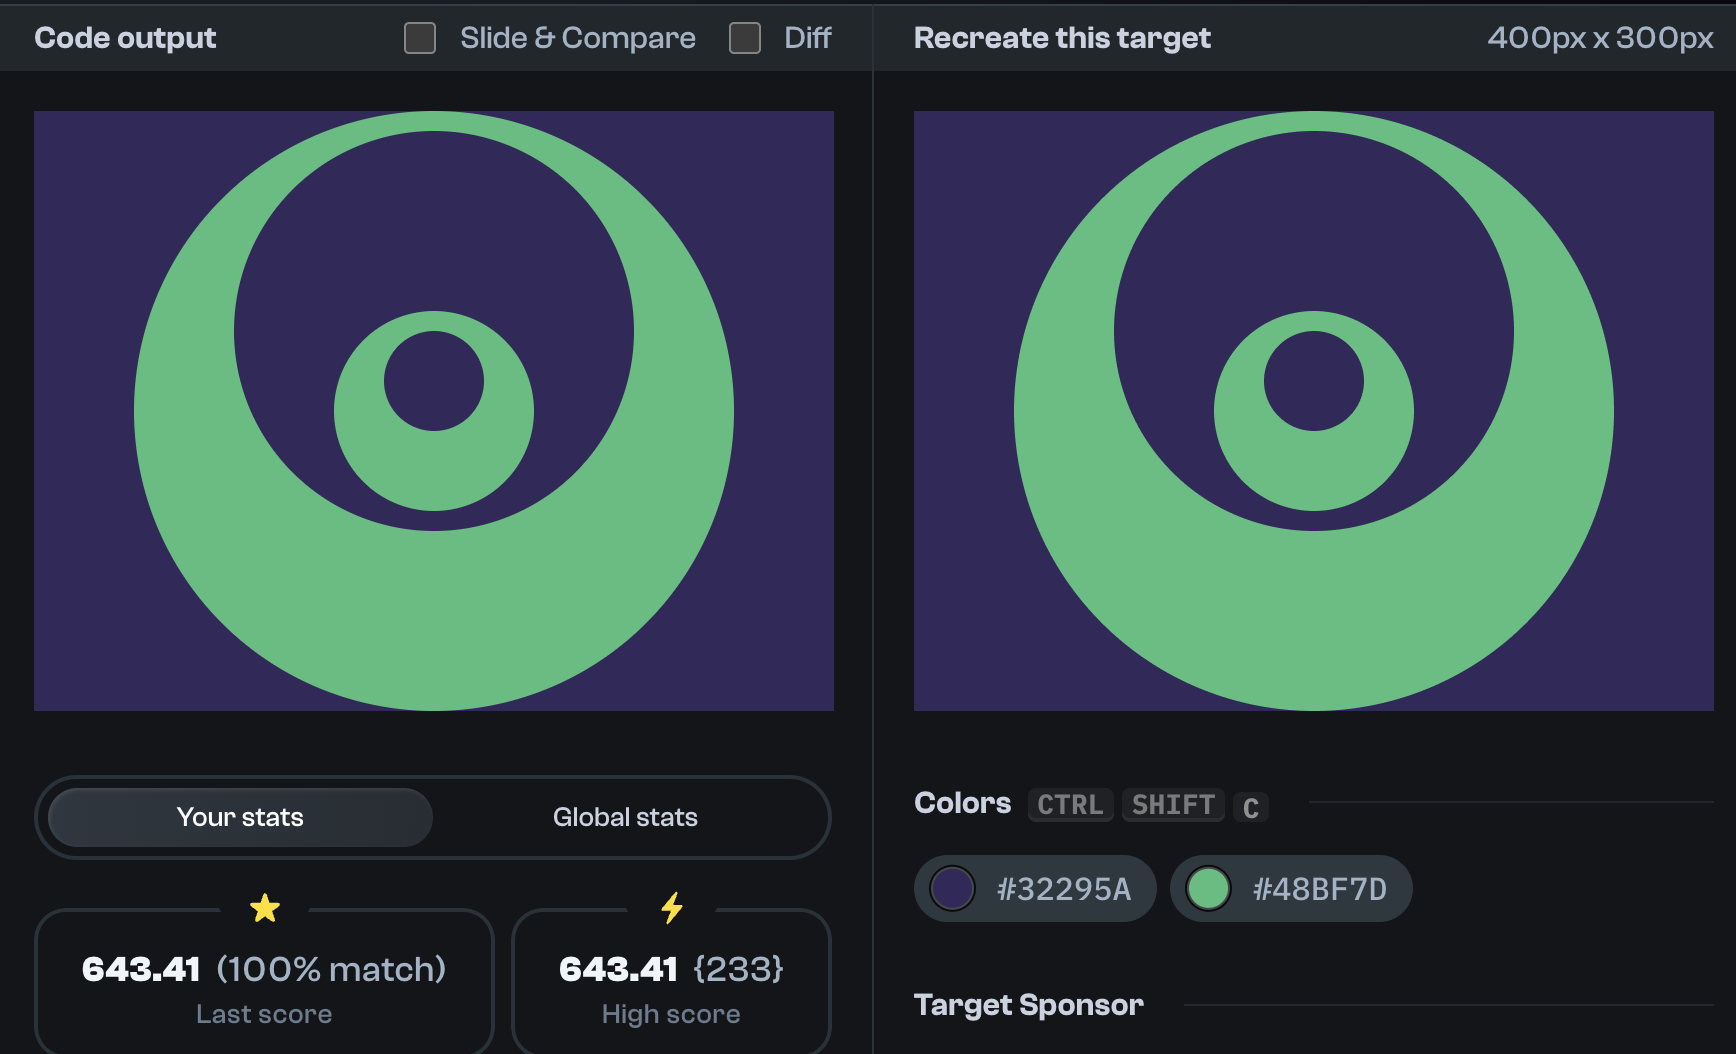 Code output
Slide & Compare
Diff
Recreate this target
400px x 300px
Your stats
Global stats
643.41 (100% match)
Last score
643.41 {233}
High score
Colors CTRL SHIFT C
#32295A
#48BF7D
Target Sponsor